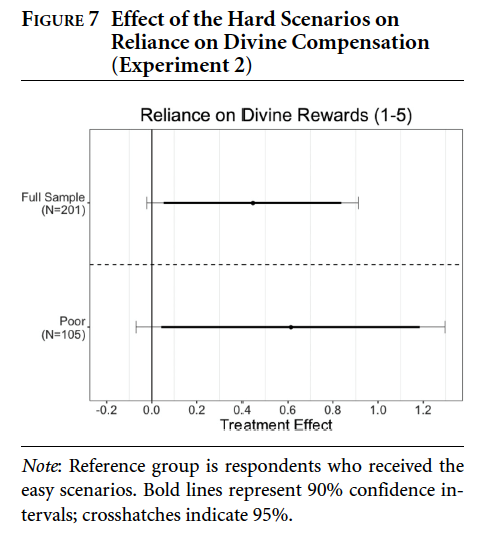 FIGURE 7 Effect of the Hard Scenarios on
Reliance on Divine Compensation
(Experiment 2)
Reliance on Divine Rewards (1-5)
Full Sample
(N=201)
Poor
(N=105)
-0.2 0.0 0.2 0.4 0.6 0.8 1.0 1.2
Treatment Effect
Note: Reference group is respondents who received the
easy scenarios. Bold lines represent 90% confidence in-
tervals; crosshatches indicate 95%.